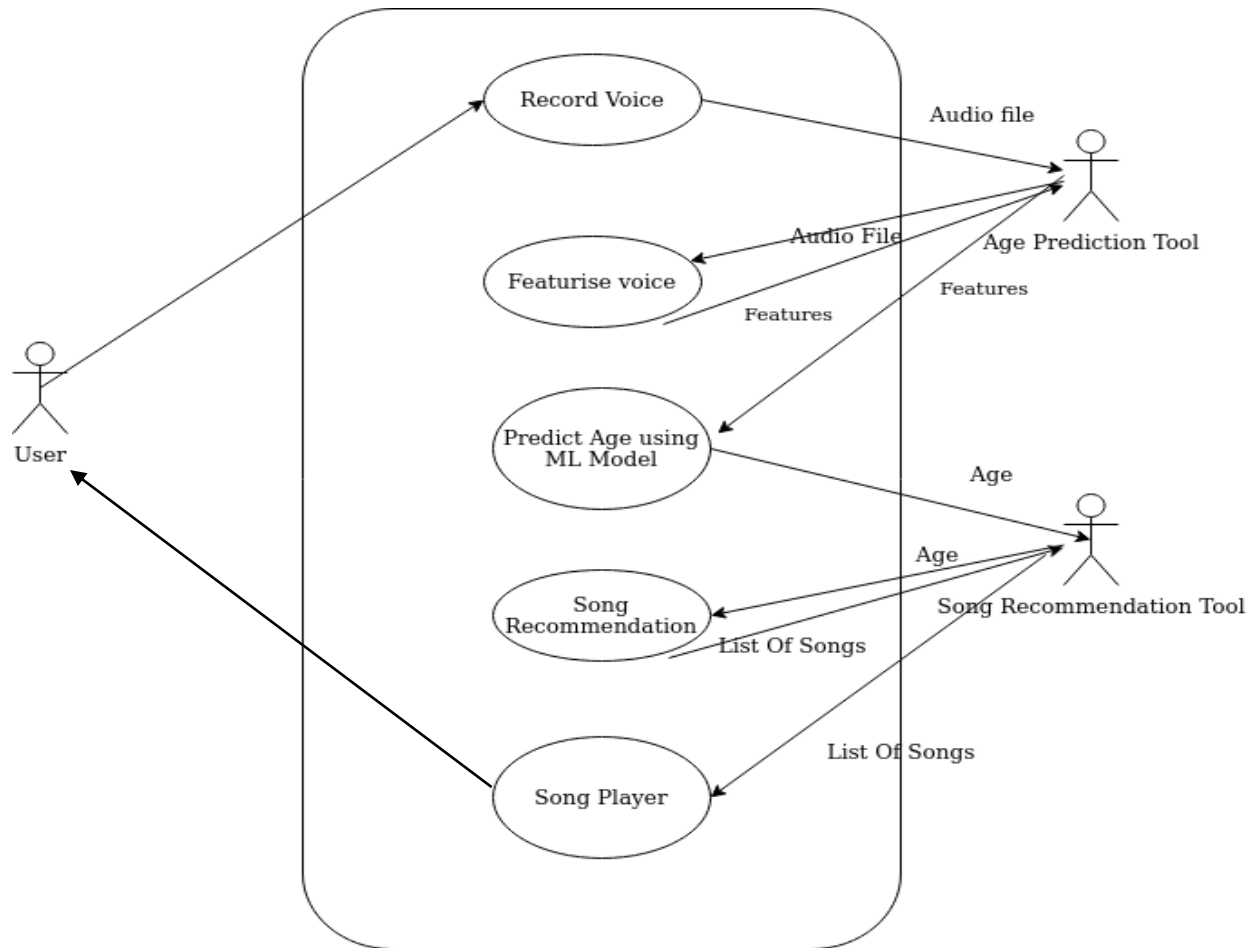 Record Voice
Audio file
Age Prediction Tool
Audio File
Featurise voice
Features
Features
User
Predict Age using
ML Model
Age
Age
Song
Recommendation
Song Recommendation Tool
List Of Songs
List Of Songs
Song Player